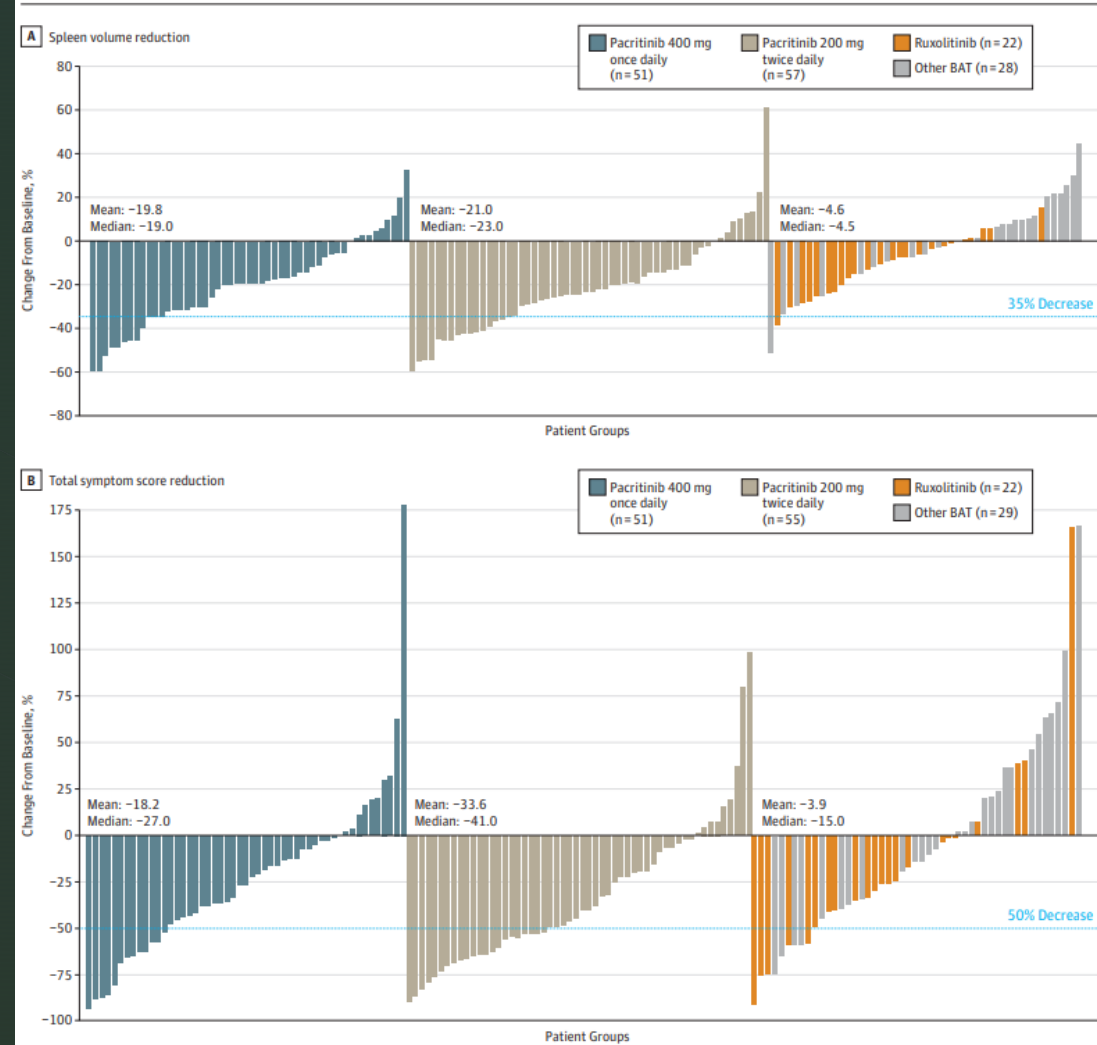 A Spleen volume reduction
Pacritinib 400 mg
once daily
(n=51)
Pacritinib 200 mg
twice daily
(n=57)
Ruxolitinib (n=22)
Other BAT (n=28)
Change From Baseline, %
80
60
40
20
0
−20
−40
−60
−80
Mean: −19.8
Median: −19.0
Mean: −21.0
Median: −23.0
Mean: −4.6
Median: −4.5
35% Decrease
Patient Groups
B Total symptom score reduction
Pacritinib 400 mg
once daily
(n=51)
Pacritinib 200 mg
twice daily
(n=55)
Ruxolitinib (n=22)
Other BAT (n=29)
Change From Baseline, %
175
150
125
100
75
50
25
0
−25
−50
−75
−100
Mean: −18.2
Median: −27.0
Mean: −33.6
Median: −41.0
Mean: −3.9
Median: −15.0
50% Decrease
Patient Groups